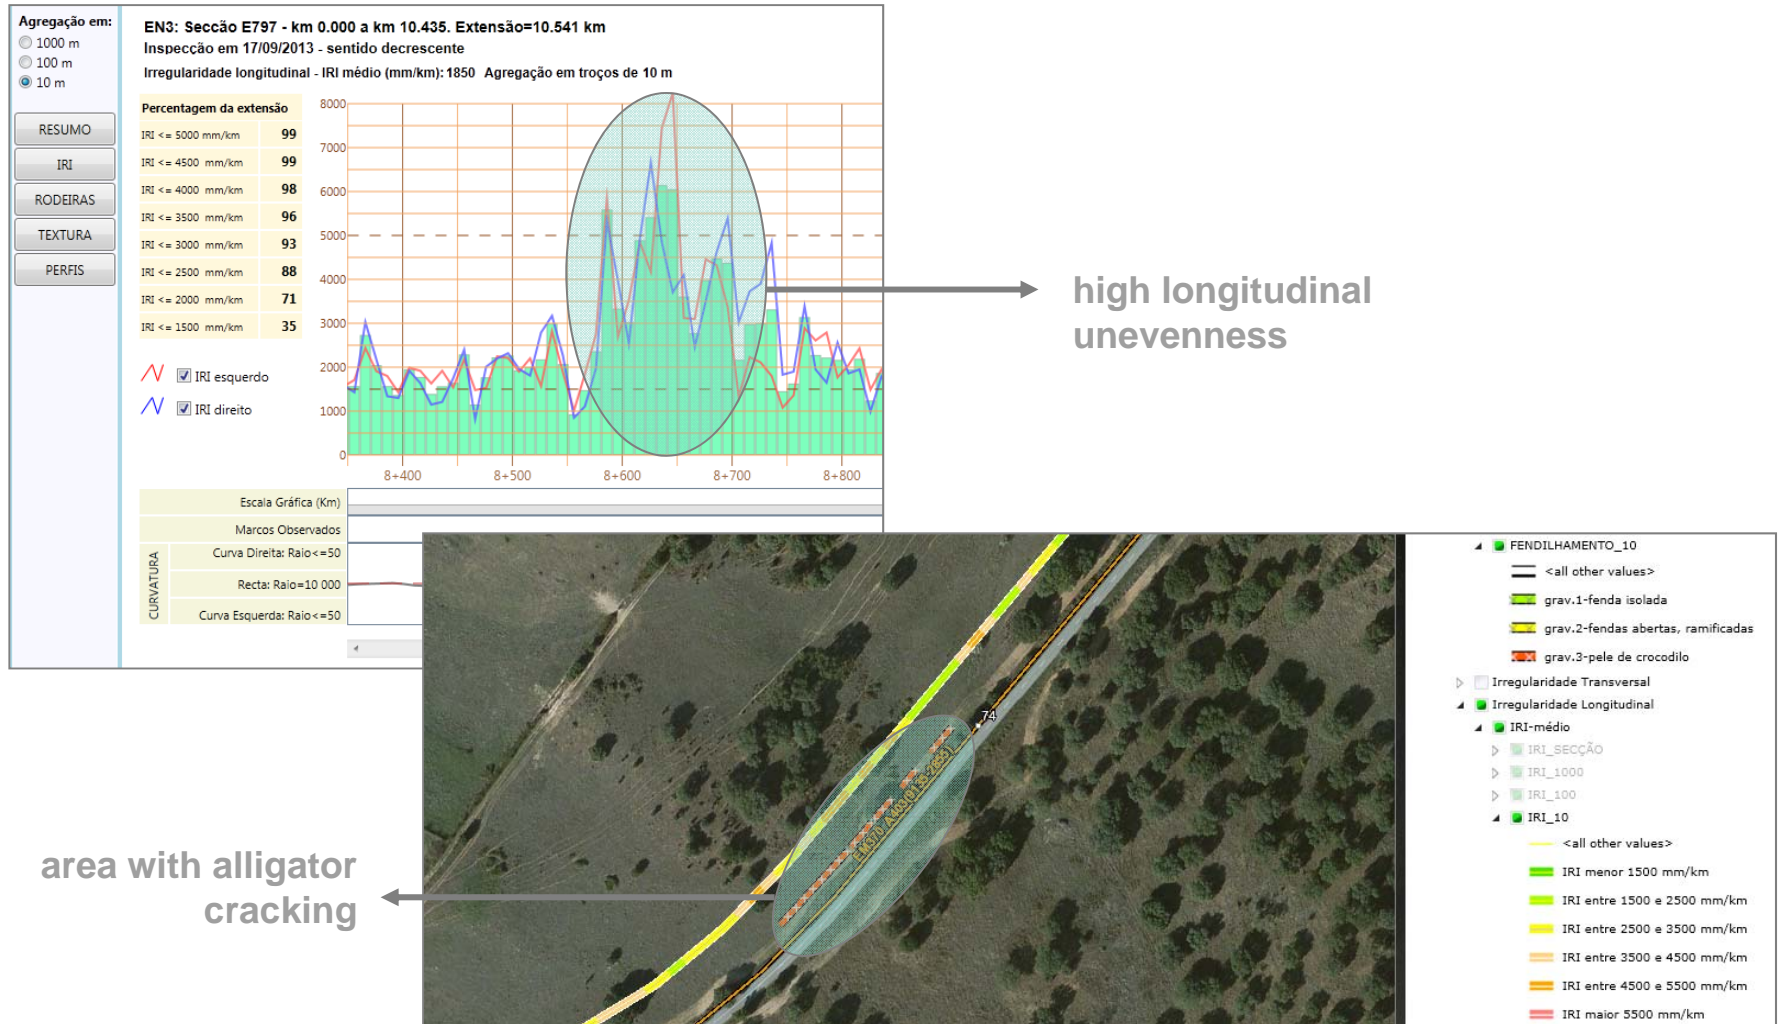 Agregação em:
1000 m
100 m
10 m
RESUMO
IRI
RODEIRAS
TEXTURA
PERFIS
EN3: Secção E797 - km 0.000 a km 10.435. Extensão=10.541 km
Inspecção em 17/09/2013 - sentido decrescente
Irregularidade longitudinal - IRI médio (mm/km): 1850 Agregação em troços de 10 m
Percentagem da extensão
IRI <= 5000 mm/km 99
IRI <= 4500 mm/km 99
IRI <= 4000 mm/km 98
IRI <= 3500 mm/km 96
IRI <= 3000 mm/km 93
IRI <= 2500 mm/km 88
IRI <= 2000 mm/km 71
IRI <= 1500 mm/km 35
IRI esquerdo
IRI direito
8000
7000
6000
5000
4000
3000
2000
1000
0
8+400 8+500 8+600 8+700 8+800
Escala Gráfica (Km)
Marcos Observados
CURVATURA
Curva Direita: Raio<=50
Recta: Raio=10 000
Curva Esquerda: Raio<=50
high longitudinal
unevenness
area with alligator
cracking
74
EM370_A403(0135-2655)
FENDILHAMENTO_10
<all other values>
grav.1-fenda isolada
grav.2-fendas abertas, ramificadas
grav.3-pele de crocodilo
Irregularidade Transversal
Irregularidade Longitudinal
IRI-médio
IRI_SECÇÃO
IRI_1000
IRI_100
IRI_10
<all other values>
IRI menor 1500 mm/km
IRI entre 1500 e 2500 mm/km
IRI entre 2500 e 3500 mm/km
IRI entre 3500 e 4500 mm/km
IRI entre 4500 e 5500 mm/km
IRI maior 5500 mm/km